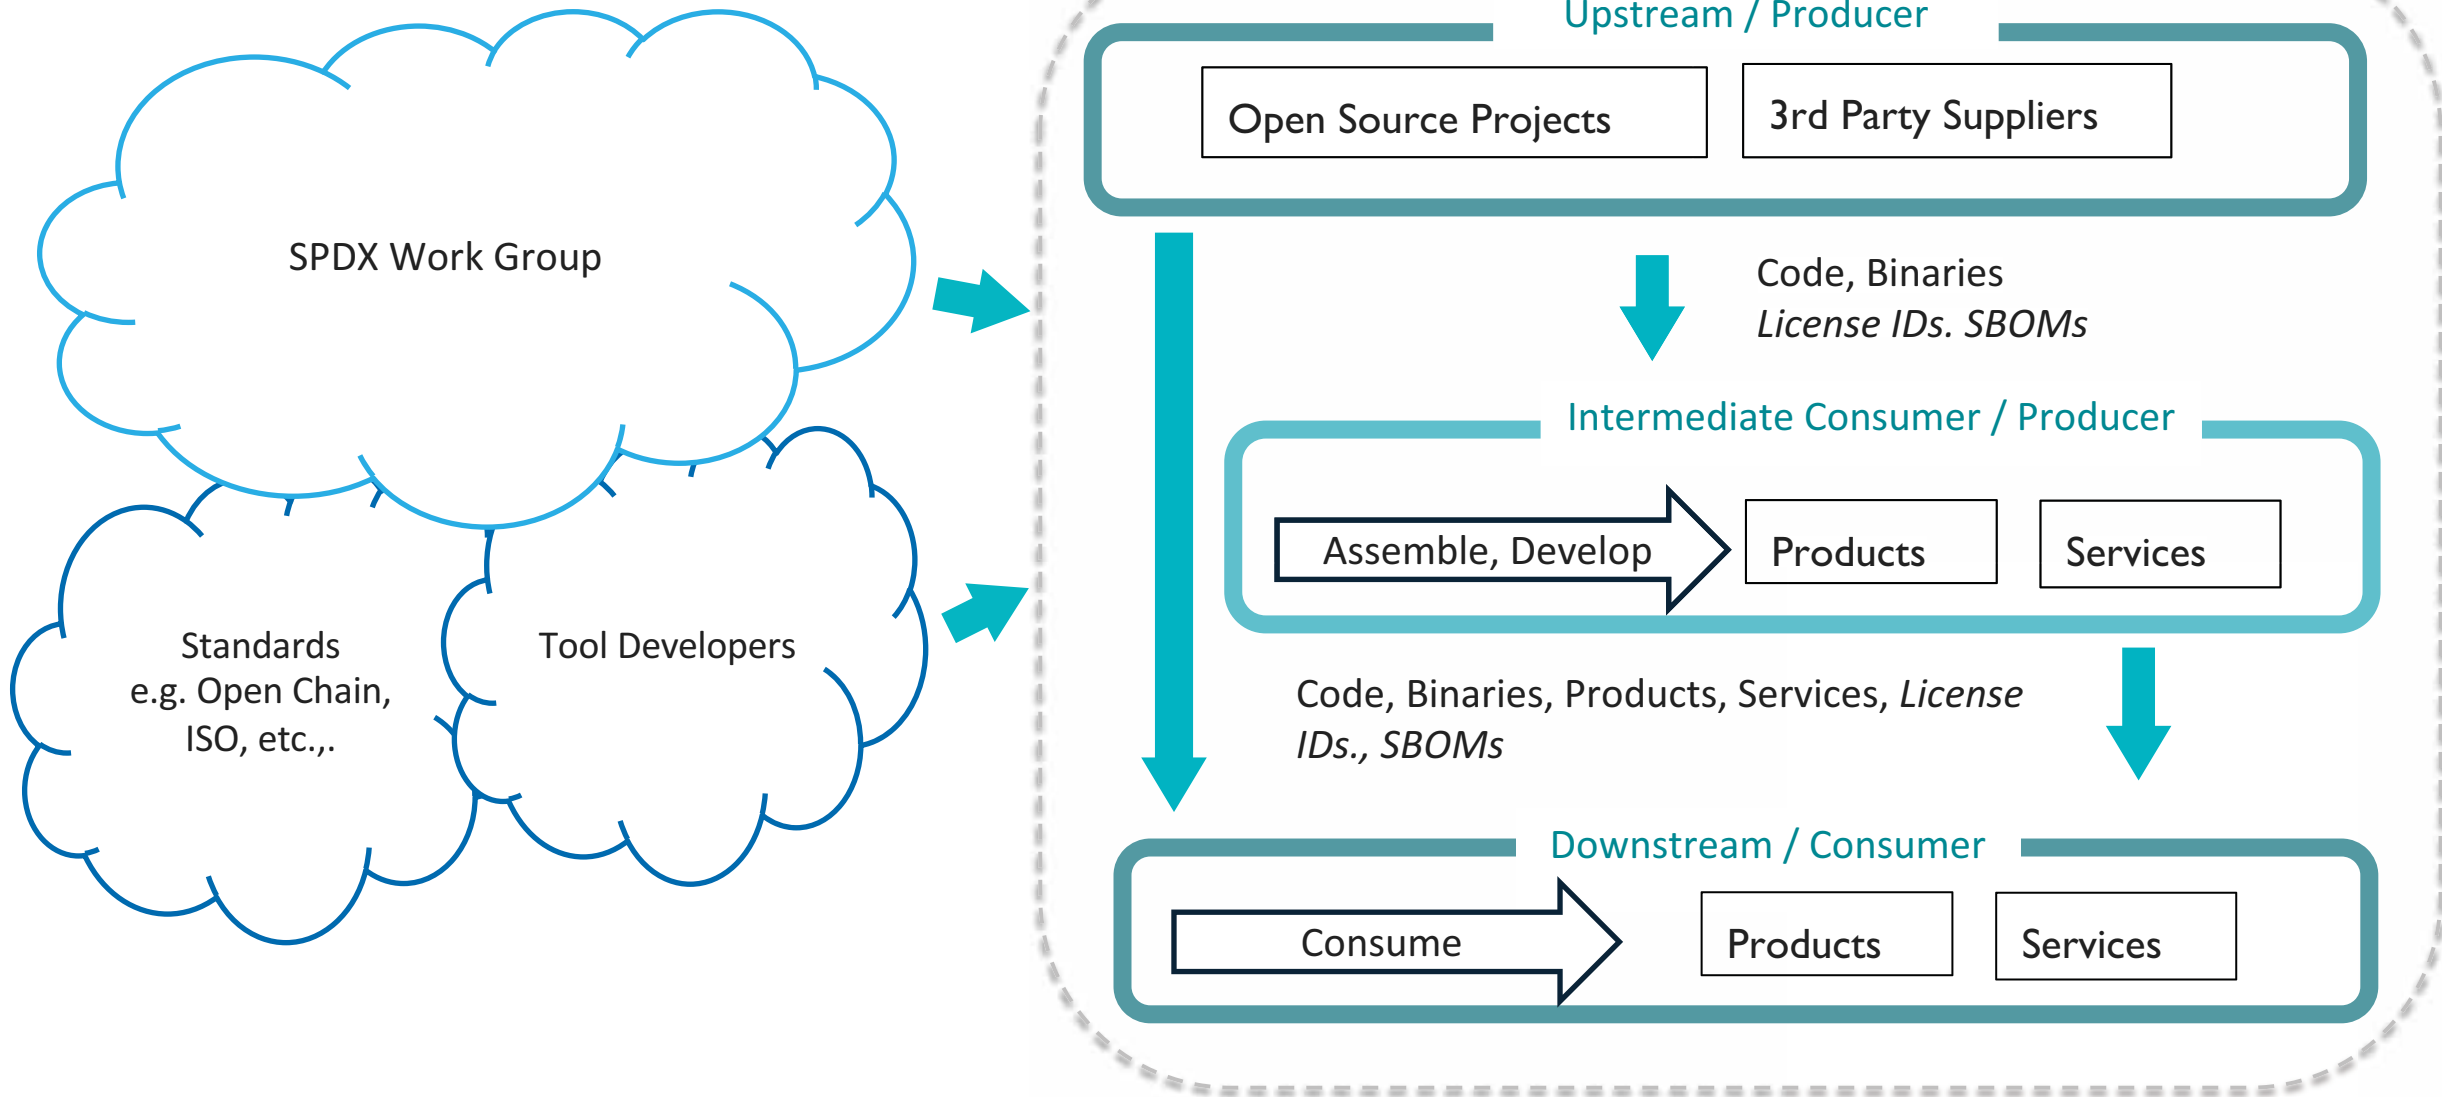 SPDX Work Group
Standards
e.g. Open Chain,
ISO, etc.,.
Tool Developers
Upstream / Producer
Open Source Projects
3rd Party Suppliers
Code, Binaries
License IDs. SBOMs
Intermediate Consumer / Producer
Assemble, Develop
Products
Services
Code, Binaries, Products, Services, License
IDs., SBOMs
Downstream / Consumer
Consume
Products
Services